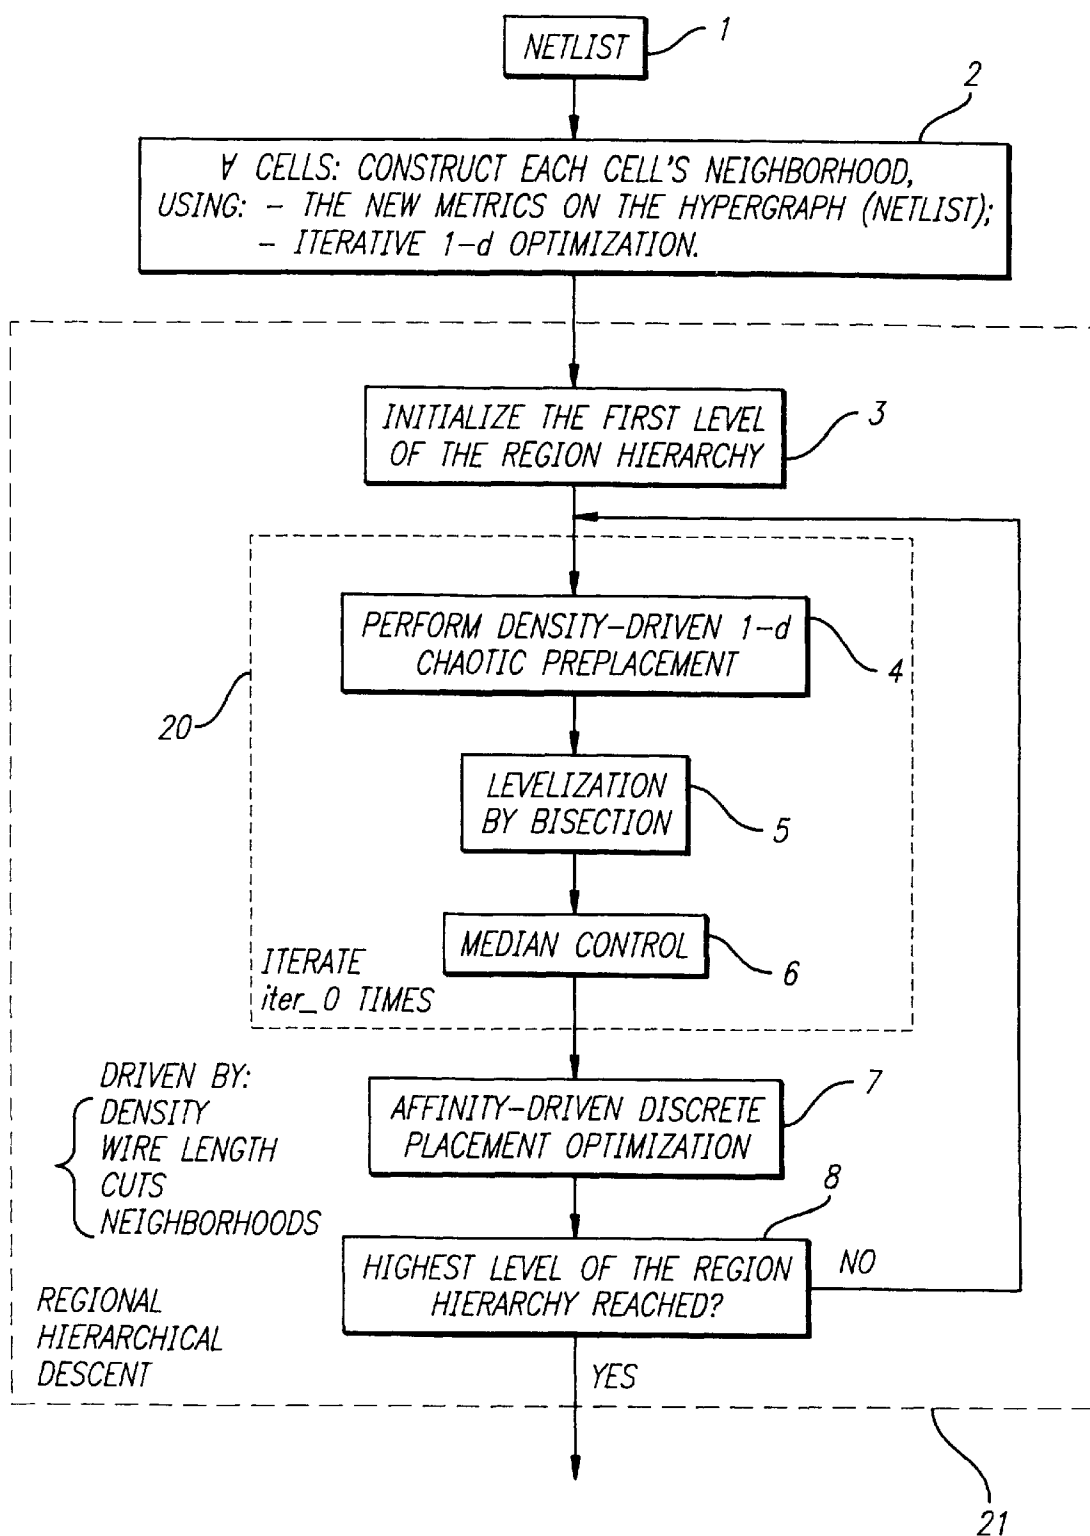 1
NETLIST
2
∀ CELLS: CONSTRUCT EACH CELL'S NEIGHBORHOOD,
USING: – THE NEW METRICS ON THE HYPERGRAPH (NETLIST);
– ITERATIVE 1–d OPTIMIZATION.
INITIALIZE THE FIRST LEVEL
OF THE REGION HIERARCHY
3
PERFORM DENSITY–DRIVEN 1–d
CHAOTIC PREPLACEMENT
4
20
LEVELIZATION
BY BISECTION
5
MEDIAN CONTROL
6
ITERATE
iter_0 TIMES
DRIVEN BY:
DENSITY
WIRE LENGTH
CUTS
NEIGHBORHOODS
7
AFFINITY–DRIVEN DISCRETE
PLACEMENT OPTIMIZATION
8
HIGHEST LEVEL OF THE REGION
HIERARCHY REACHED?
NO
REGIONAL
HIERARCHICAL
DESCENT
YES
21